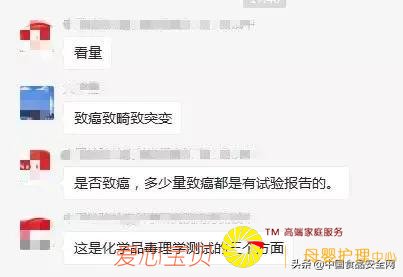 看量
致癌致畸致突变
是否致癌，多少量致癌都是有试验报告的。
这是化学品毒理学测试的三个方面
TM 高端家庭服务
爱心宝贝 母婴护理中心
头条 @中国食品安全网